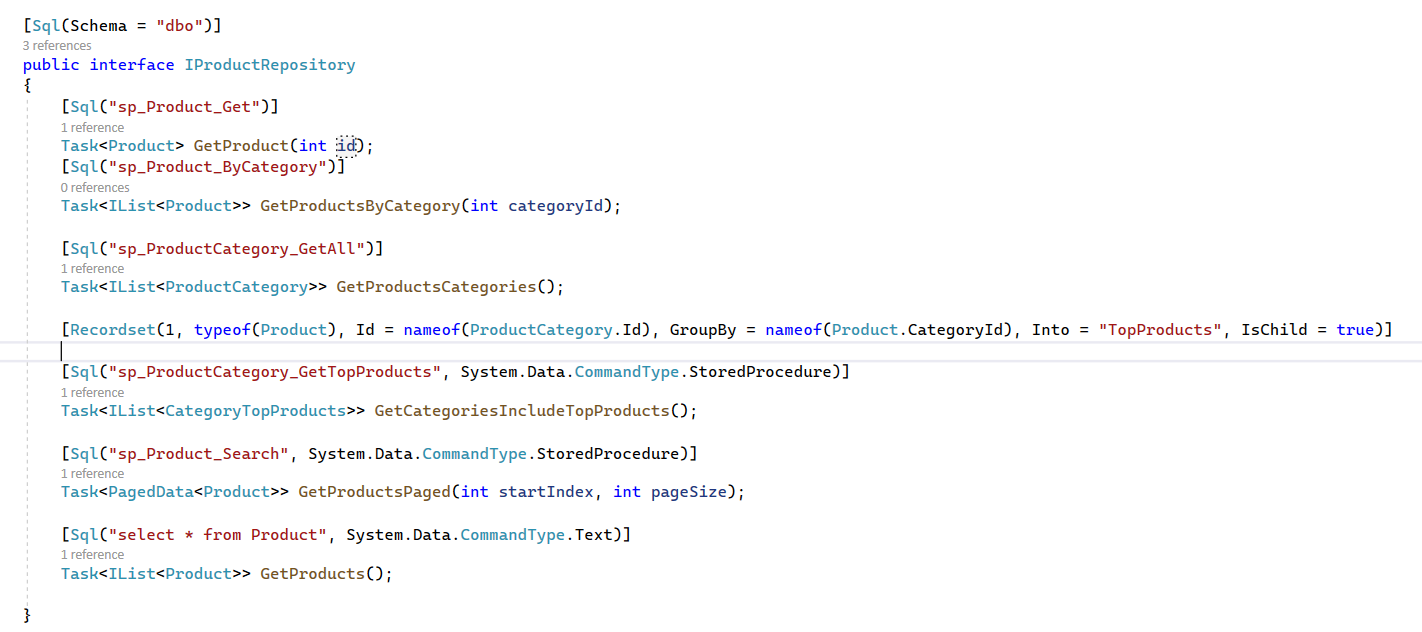 [Sql(Schema = "dbo")]
3 references
public interface IProductRepository
{
[Sql("sp_Product_Get")]
1 reference
Task<Product> GetProduct(int id);
[Sql("sp_Product_ByCategory")]
0 references
Task<IList<Product>> GetProductsByCategory(int categoryId);
[Sql("sp_ProductCategory_GetAll")]
1 reference
Task<IList<ProductCategory>> GetProductsCategories();
[Recordset(1, typeof(Product), Id = nameof(ProductCategory.Id), GroupBy = nameof(Product.CategoryId), Into = "TopProducts", IsChild = true)]
[Sql("sp_ProductCategory_GetTopProducts", System.Data.CommandType.StoredProcedure)]
1 reference
Task<IList<CategoryTopProducts>> GetCategoriesIncludeTopProducts();
[Sql("sp_Product_Search", System.Data.CommandType.StoredProcedure)]
1 reference
Task<PagedData<Product>> GetProductsPaged(int startIndex, int pageSize);
[Sql("select * from Product", System.Data.CommandType.Text)]
1 reference
Task<IList<Product>> GetProducts();
}